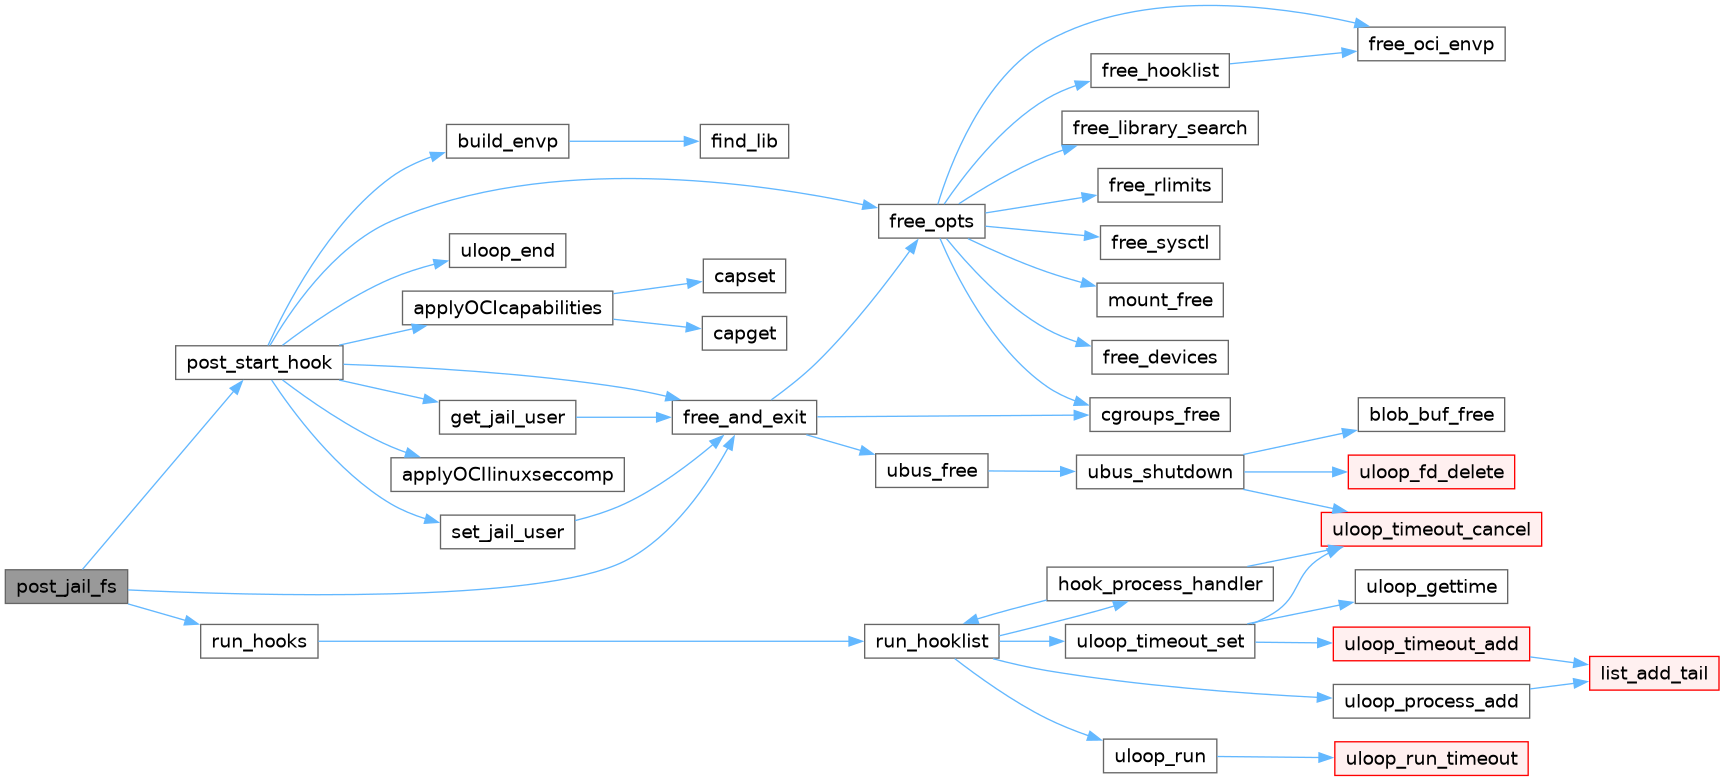 free_oci_envp
free_hooklist
free_library_search
build_envp
find_lib
free_rlimits
free_opts
free_sysctl
uloop_end
capset
mount_free
applyOCIcapabilities
capget
free_devices
post_start_hook
get_jail_user
free_and_exit
cgroups_free
blob_buf_free
applyOCIlinuxseccomp
ubus_free
ubus_shutdown
uloop_fd_delete
set_jail_user
uloop_timeout_cancel
post_jail_fs
hook_process_handler
uloop_gettime
run_hooks
run_hooklist
uloop_timeout_set
uloop_timeout_add
list_add_tail
uloop_process_add
uloop_run
uloop_run_timeout